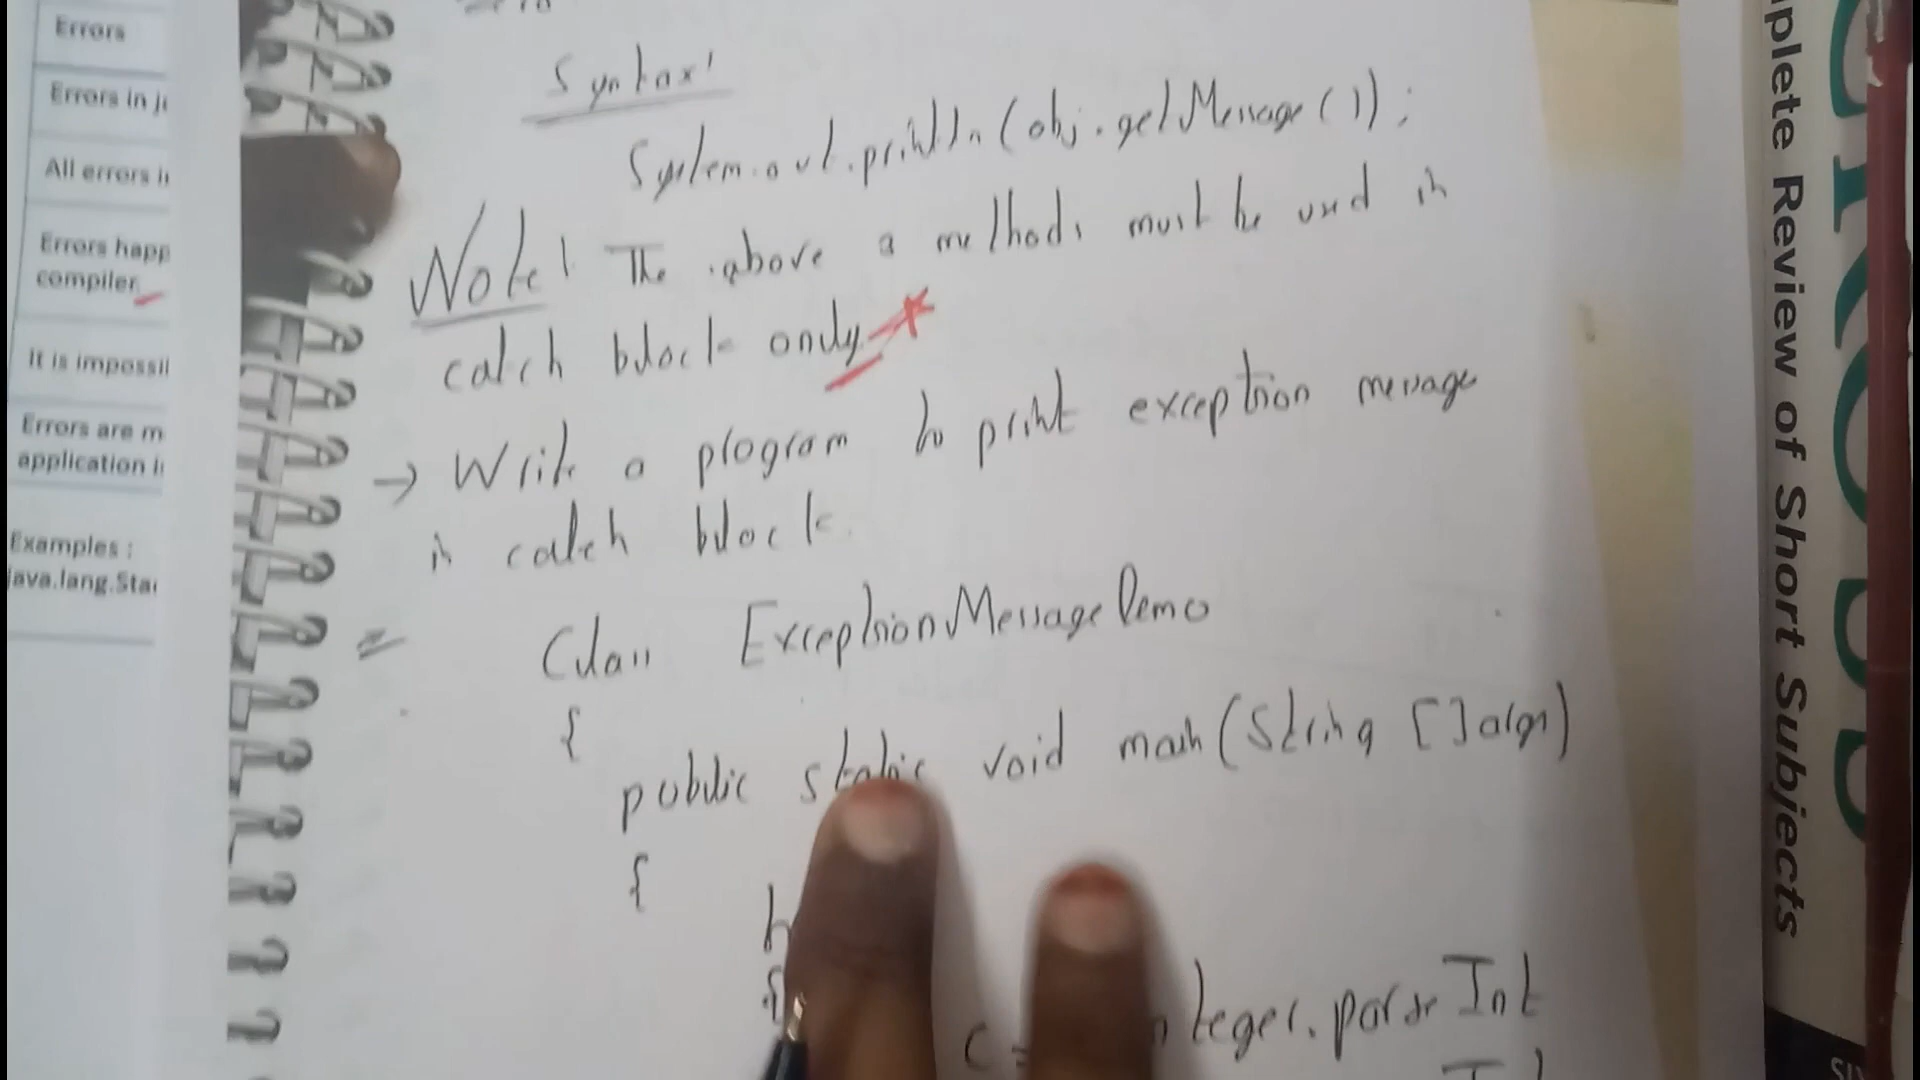 Errors
Errors in j
All errors i
Errors happ
compiler
It is impossil
Errors are m
application i
Examples :
java.lang.Sta
Syntax:
System.out.println(obj.getMessage());
Note: The above a methods must be used in
catch block only
→ Write a program to print exception message
in catch block.
= Class ExceptionMessageDemo
{
public static void main(String []args)
{
{
c = nteger.parseInt
plete Review of Short Subjects